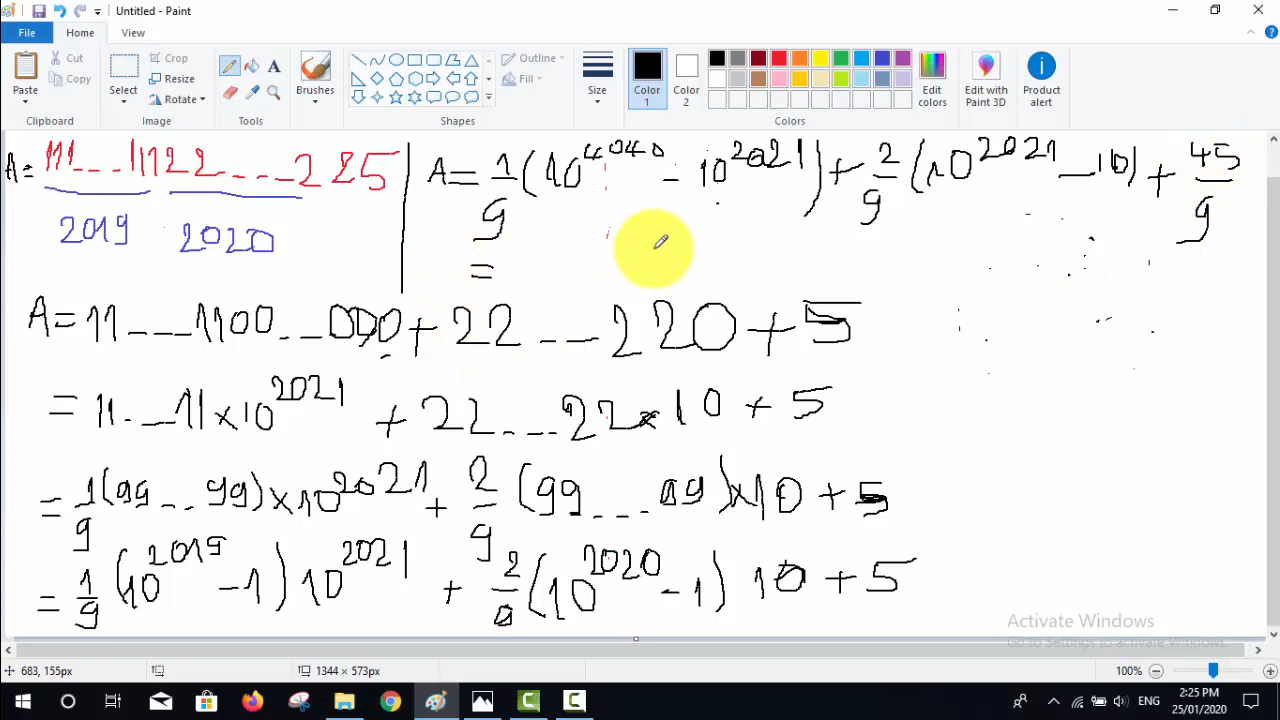 Untitled - Paint
File Home View
Paste Cut Copy Clipboard
Select Crop Resize Rotate Image
Tools
Brushes
Outline Fill Shapes
Size
Color 1 Color 2 Edit colors Colors
Edit with Paint 3D Product alert
A= 11---111 22---2 25
2019 2020
A= 1/9 (10^4040 - 10^2021) + 2/9 (10^2021 - 10) + 45/9
=
A= 11---1100--000 + 22---220 + 5
= 11.--11 × 10^2021 + 22---22 × 10 + 5
= 1/9 (99---99) × 10^2021 + 2/9 (99---99) × 10 + 5
= 1/9 (10^2019 - 1) 10^2021 + 2/9 (10^2020 - 1) 10 + 5
Activate Windows
Go to Settings to activate Windows.
683, 155px 1344 × 573px 100%
ENG 2:25 PM
25/01/2020